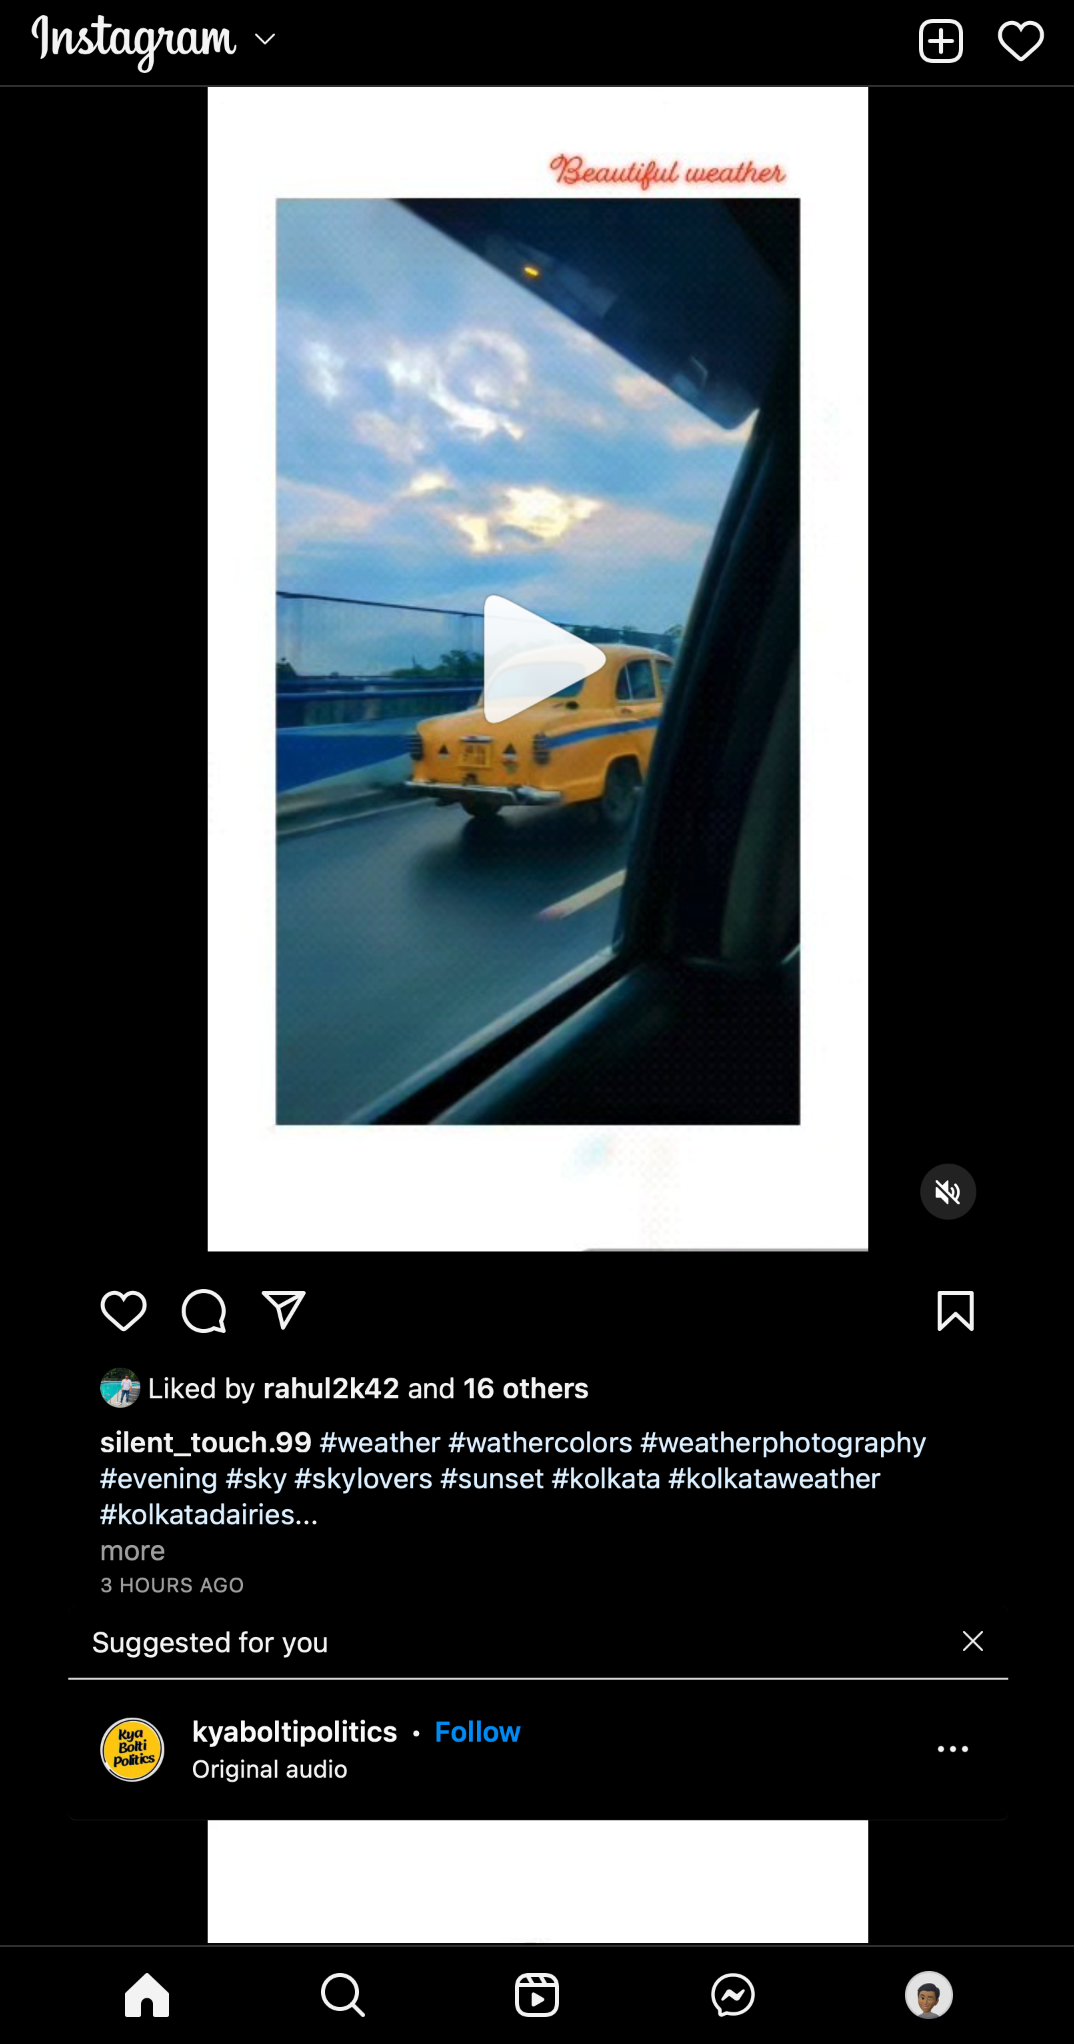 Instagram
Beautiful weather
Liked by rahul2k42 and 16 others
silent_touch.99 #weather #wathercolors #weatherphotography
#evening #sky #skylovers #sunset #kolkata #kolkataweather
#kolkatadairies...
more
3 HOURS AGO
Suggested for you
Kya
Bolti
Politics
kyaboltipolitics • Follow
Original audio